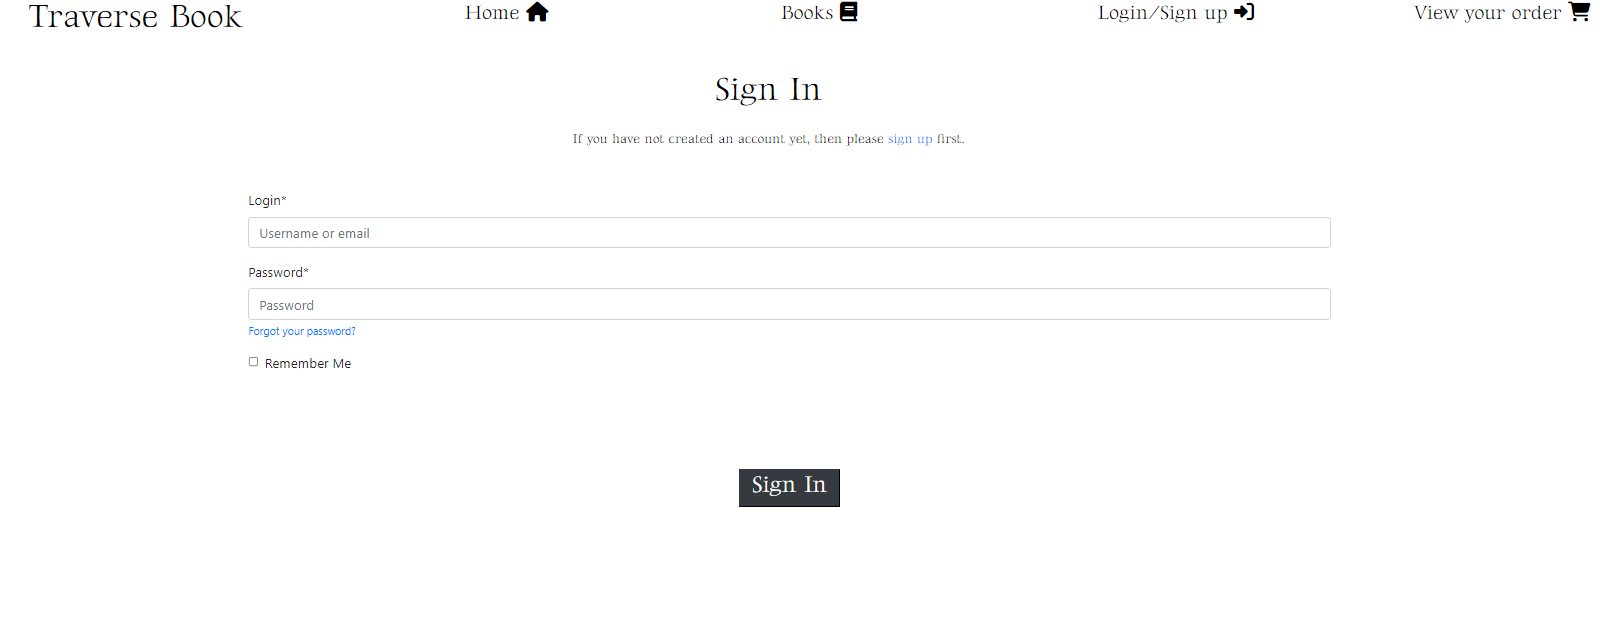 Traverse Book
Home
Books
Login/Sign up
View your order
Sign In
If you have not created an account yet, then please sign up first.
Login*
Username or email
Password*
Password
Forgot your password?
Remember Me
Sign In